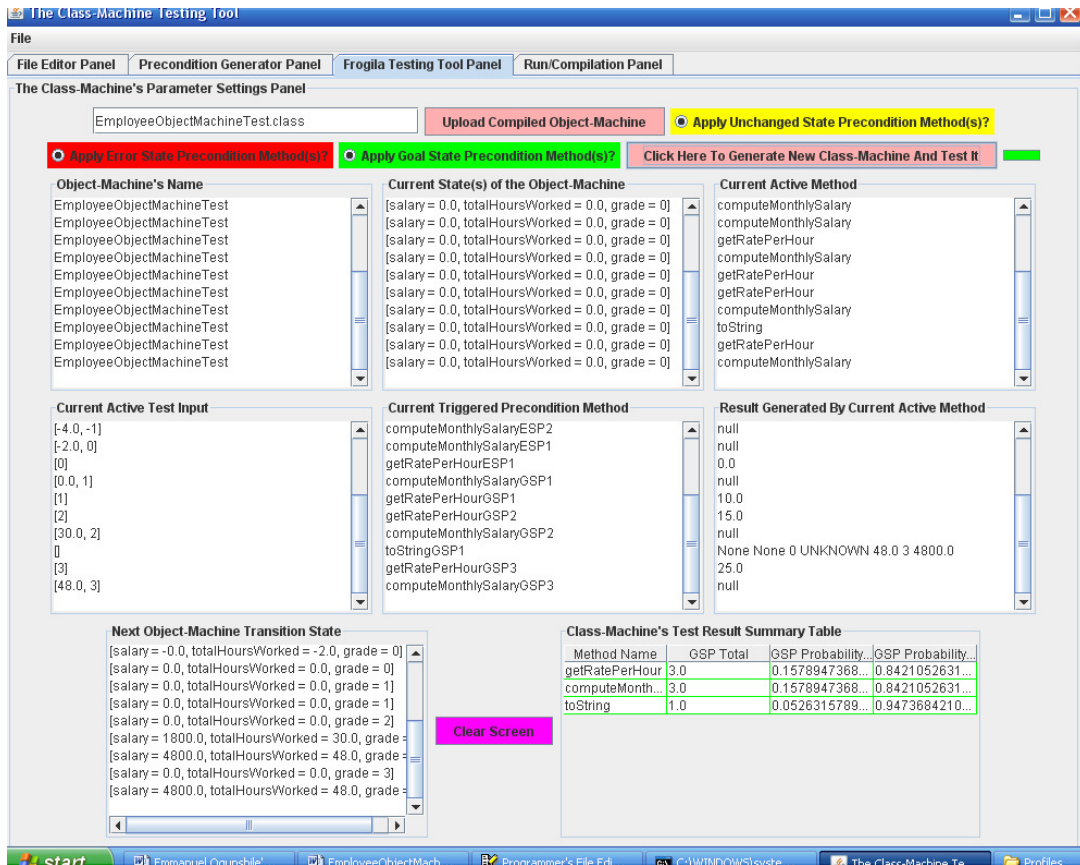 The Class-Machine Testing Tool
File
File Editor Panel Precondition Generator Panel Frogila Testing Tool Panel Run/Compilation Panel
The Class-Machine's Parameter Settings Panel
EmployeeObjectMachineTest.class Upload Compiled Object-Machine Apply Unchanged State Precondition Method(s)?
Apply Error State Precondition Method(s)? Apply Goal State Precondition Method(s)? Click Here To Generate New Class-Machine And Test It
Object-Machine's Name
EmployeeObjectMachineTest
EmployeeObjectMachineTest
EmployeeObjectMachineTest
EmployeeObjectMachineTest
EmployeeObjectMachineTest
EmployeeObjectMachineTest
EmployeeObjectMachineTest
EmployeeObjectMachineTest
EmployeeObjectMachineTest
EmployeeObjectMachineTest
Current State(s) of the Object-Machine
[salary = 0.0, totalHoursWorked = 0.0, grade = 0]
[salary = 0.0, totalHoursWorked = 0.0, grade = 0]
[salary = 0.0, totalHoursWorked = 0.0, grade = 0]
[salary = 0.0, totalHoursWorked = 0.0, grade = 0]
[salary = 0.0, totalHoursWorked = 0.0, grade = 0]
[salary = 0.0, totalHoursWorked = 0.0, grade = 0]
[salary = 0.0, totalHoursWorked = 0.0, grade = 0]
[salary = 0.0, totalHoursWorked = 0.0, grade = 0]
[salary = 0.0, totalHoursWorked = 0.0, grade = 0]
[salary = 0.0, totalHoursWorked = 0.0, grade = 0]
Current Active Method
computeMonthlySalary
computeMonthlySalary
getRatePerHour
computeMonthlySalary
getRatePerHour
getRatePerHour
computeMonthlySalary
toString
getRatePerHour
computeMonthlySalary
Current Active Test Input
[-4.0, -1]
[-2.0, 0]
[0]
[0.0, 1]
[1]
[2]
[30.0, 2]
[]
[3]
[48.0, 3]
Current Triggered Precondition Method
computeMonthlySalaryESP2
computeMonthlySalaryESP1
getRatePerHourESP1
computeMonthlySalaryGSP1
getRatePerHourGSP1
getRatePerHourGSP2
computeMonthlySalaryGSP2
toStringGSP1
getRatePerHourGSP3
computeMonthlySalaryGSP3
Result Generated By Current Active Method
null
null
0.0
null
10.0
15.0
null
None None 0 UNKNOWN 48.0 3 4800.0
25.0
null
Next Object-Machine Transition State
[salary = -0.0, totalHoursWorked = -2.0, grade = 0]
[salary = 0.0, totalHoursWorked = 0.0, grade = 0]
[salary = 0.0, totalHoursWorked = 0.0, grade = 1]
[salary = 0.0, totalHoursWorked = 0.0, grade = 1]
[salary = 0.0, totalHoursWorked = 0.0, grade = 2]
[salary = 1800.0, totalHoursWorked = 30.0, grade =
[salary = 4800.0, totalHoursWorked = 48.0, grade =
[salary = 0.0, totalHoursWorked = 0.0, grade = 3]
[salary = 4800.0, totalHoursWorked = 48.0, grade =
Clear Screen
Class-Machine's Test Result Summary Table
Method Name GSP Total GSP Probability... GSP Probability...
getRatePerHour 3.0 0.1578947368... 0.8421052631...
computeMonth... 3.0 0.1578947368... 0.8421052631...
toString 1.0 0.0526315789... 0.9473684210...
start Emmanuel Ogunshile' EmployeeObjectMach Programmer's File Edi C:\WINDOWS\syste The Class-Machine Te Profiles